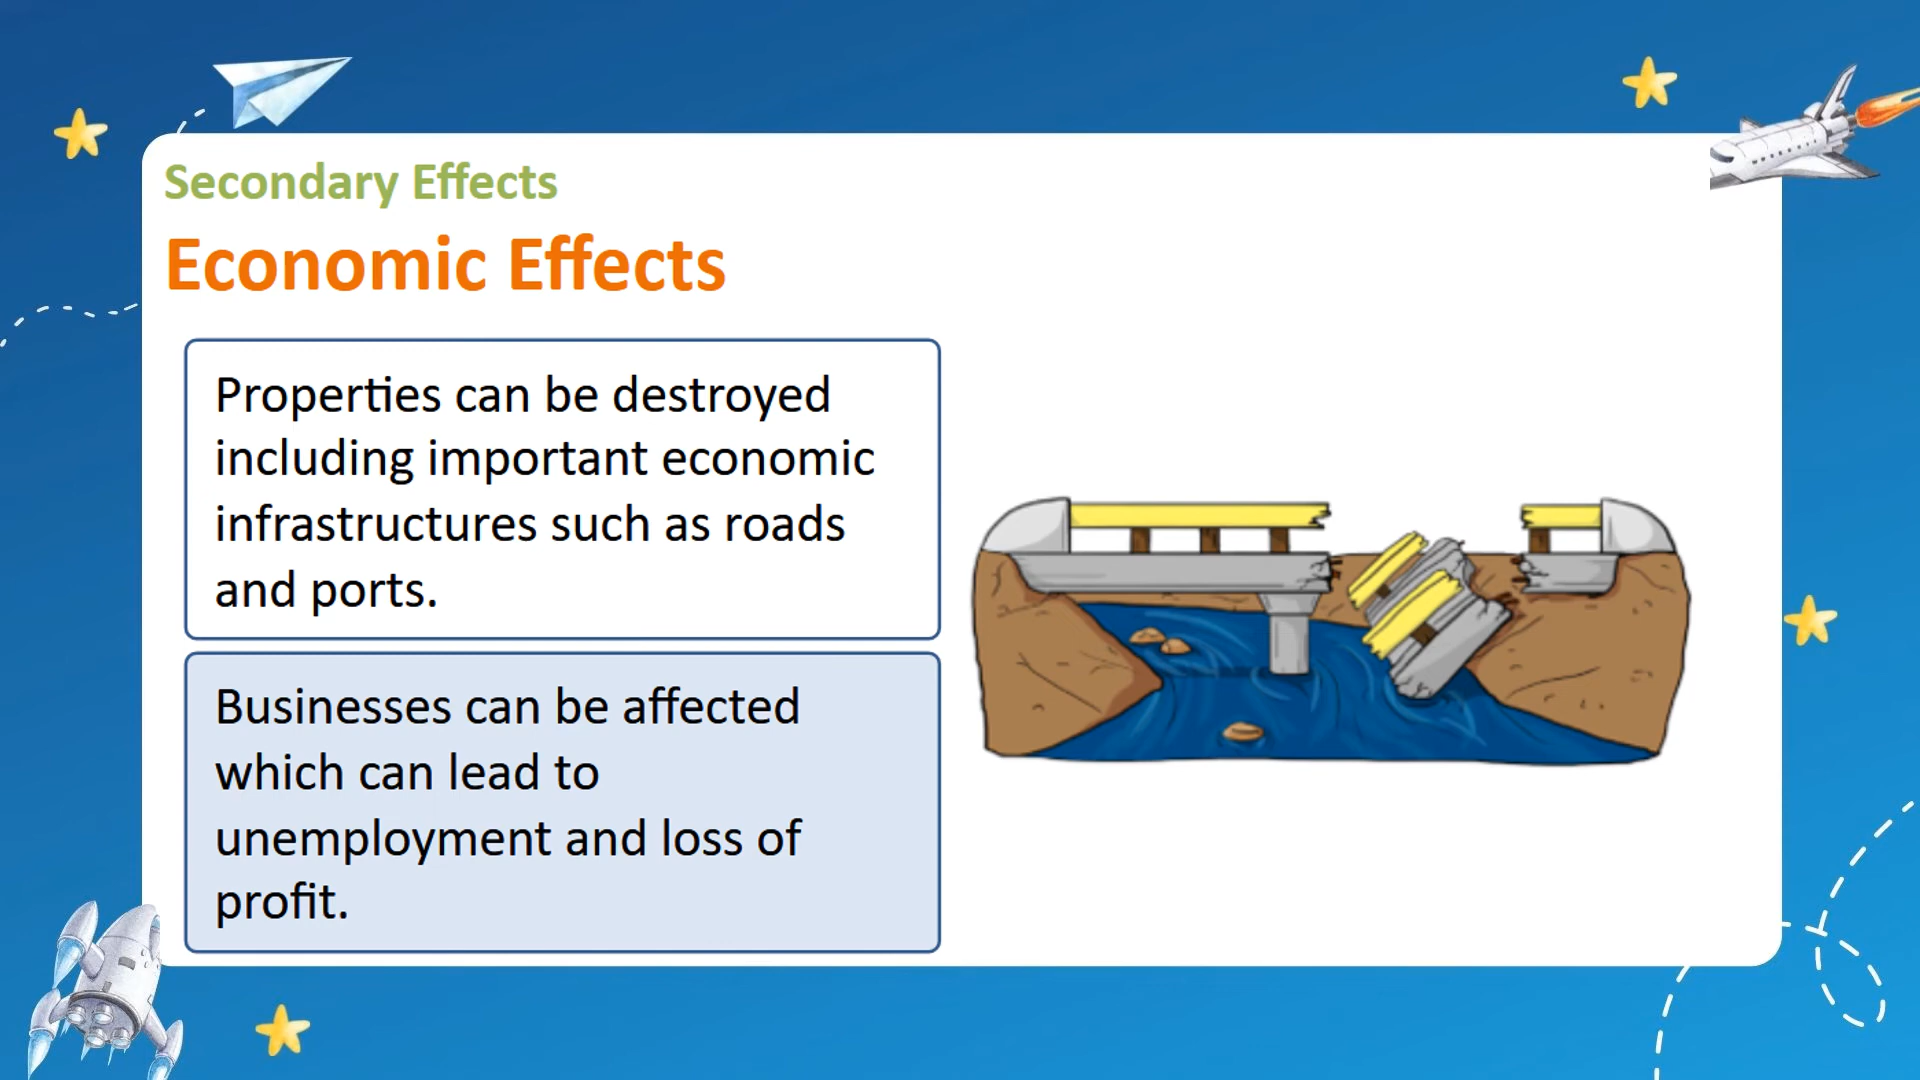 Secondary Effects
Economic Effects
Properties can be destroyed
including important economic
infrastructures such as roads
and ports.
Businesses can be affected
which can lead to
unemployment and loss of
profit.